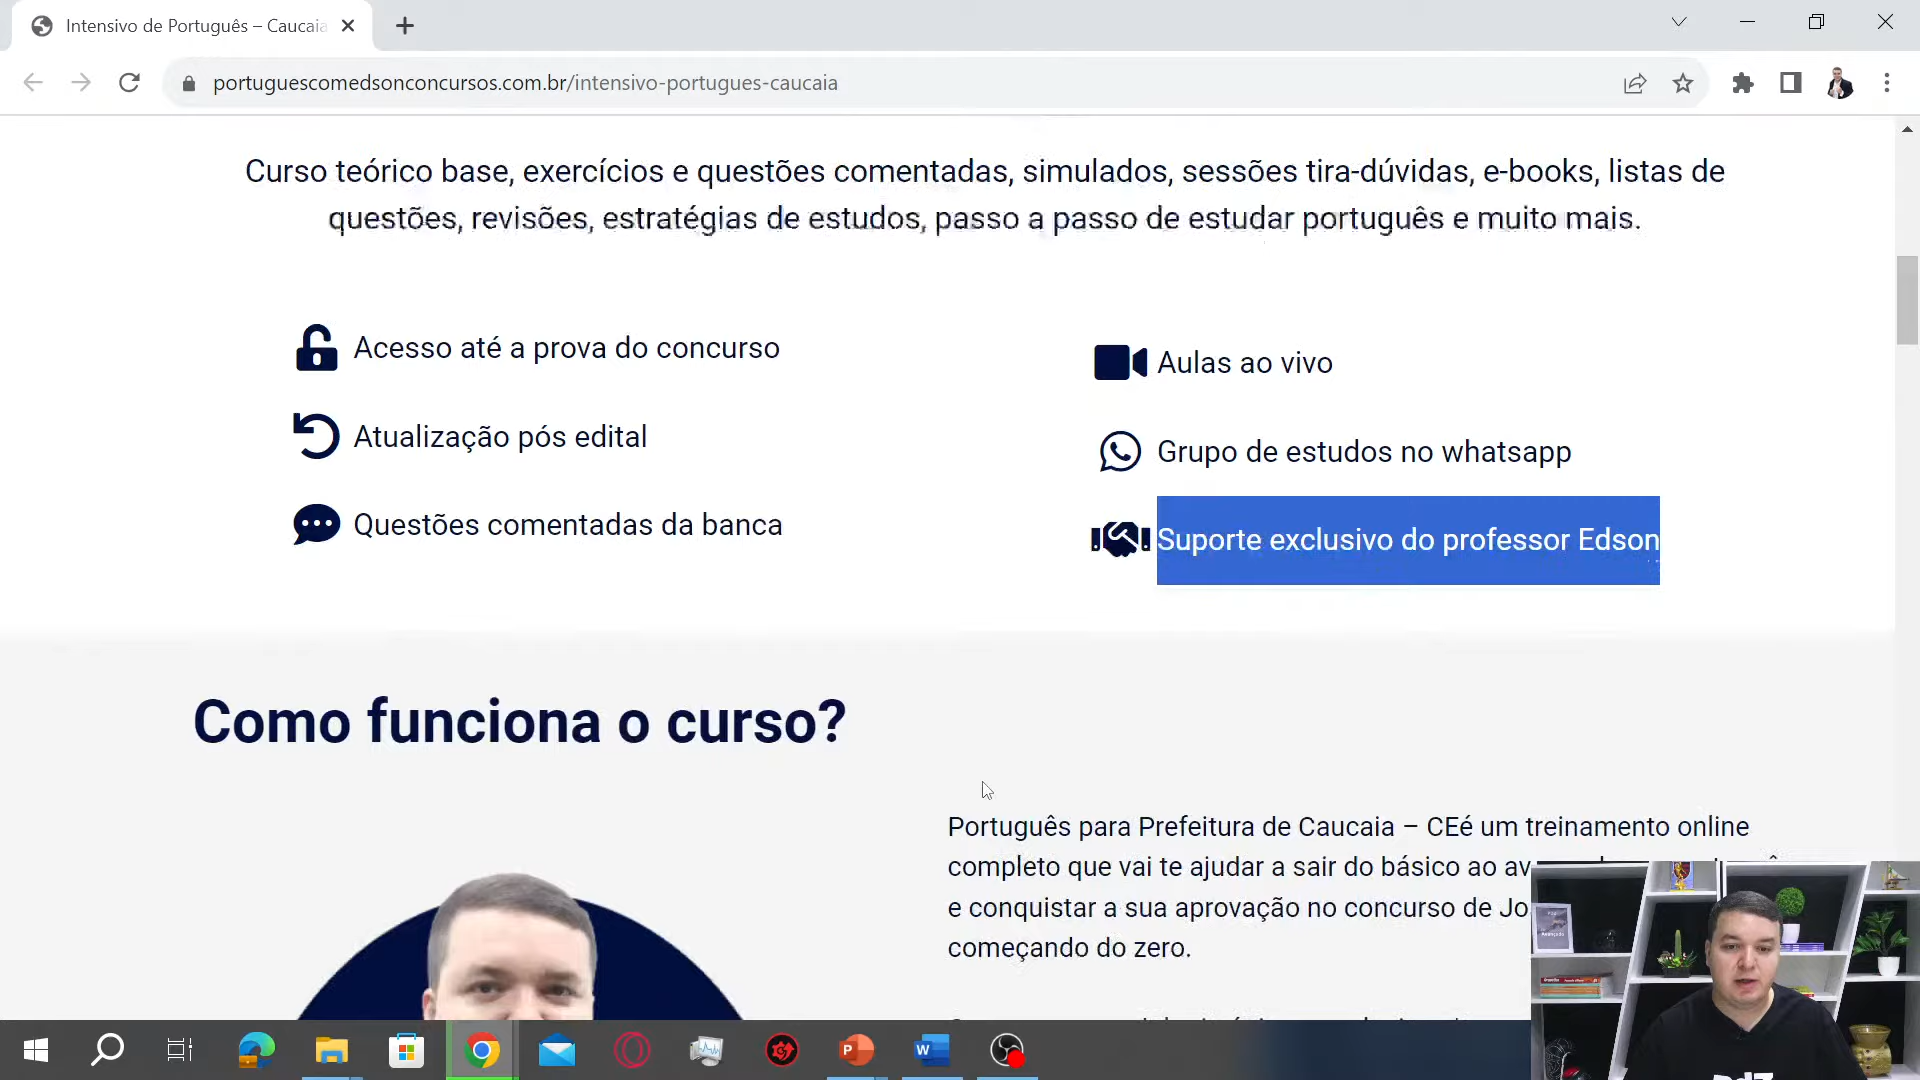 Intensivo de Português – Caucaia
portuguescomedsonconcursos.com.br/intensivo-portugues-caucaia
Curso teórico base, exercícios e questões comentadas, simulados, sessões tira-dúvidas, e-books, listas de
questões, revisões, estratégias de estudos, passo a passo de estudar português e muito mais.
Acesso até a prova do concurso
Atualização pós edital
Questões comentadas da banca
Aulas ao vivo
Grupo de estudos no whatsapp
Suporte exclusivo do professor Edson
Como funciona o curso?
Português para Prefeitura de Caucaia – CEé um treinamento online
completo que vai te ajudar a sair do básico ao av
e conquistar a sua aprovação no concurso de Jo
começando do zero.